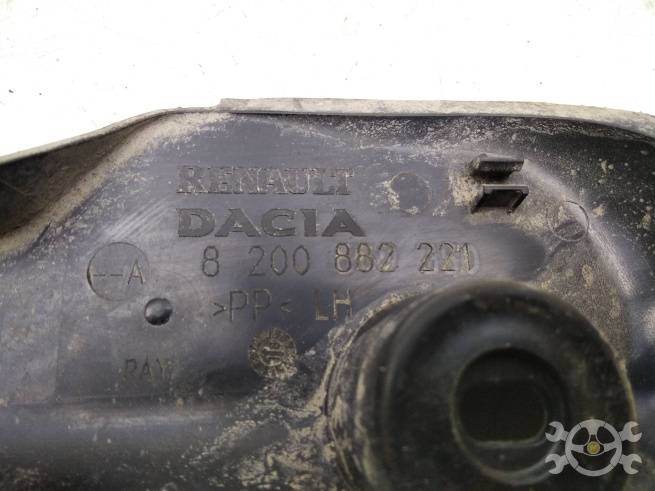 RENAULT
DACIA
--A 8 200 882 221
>PP< LH